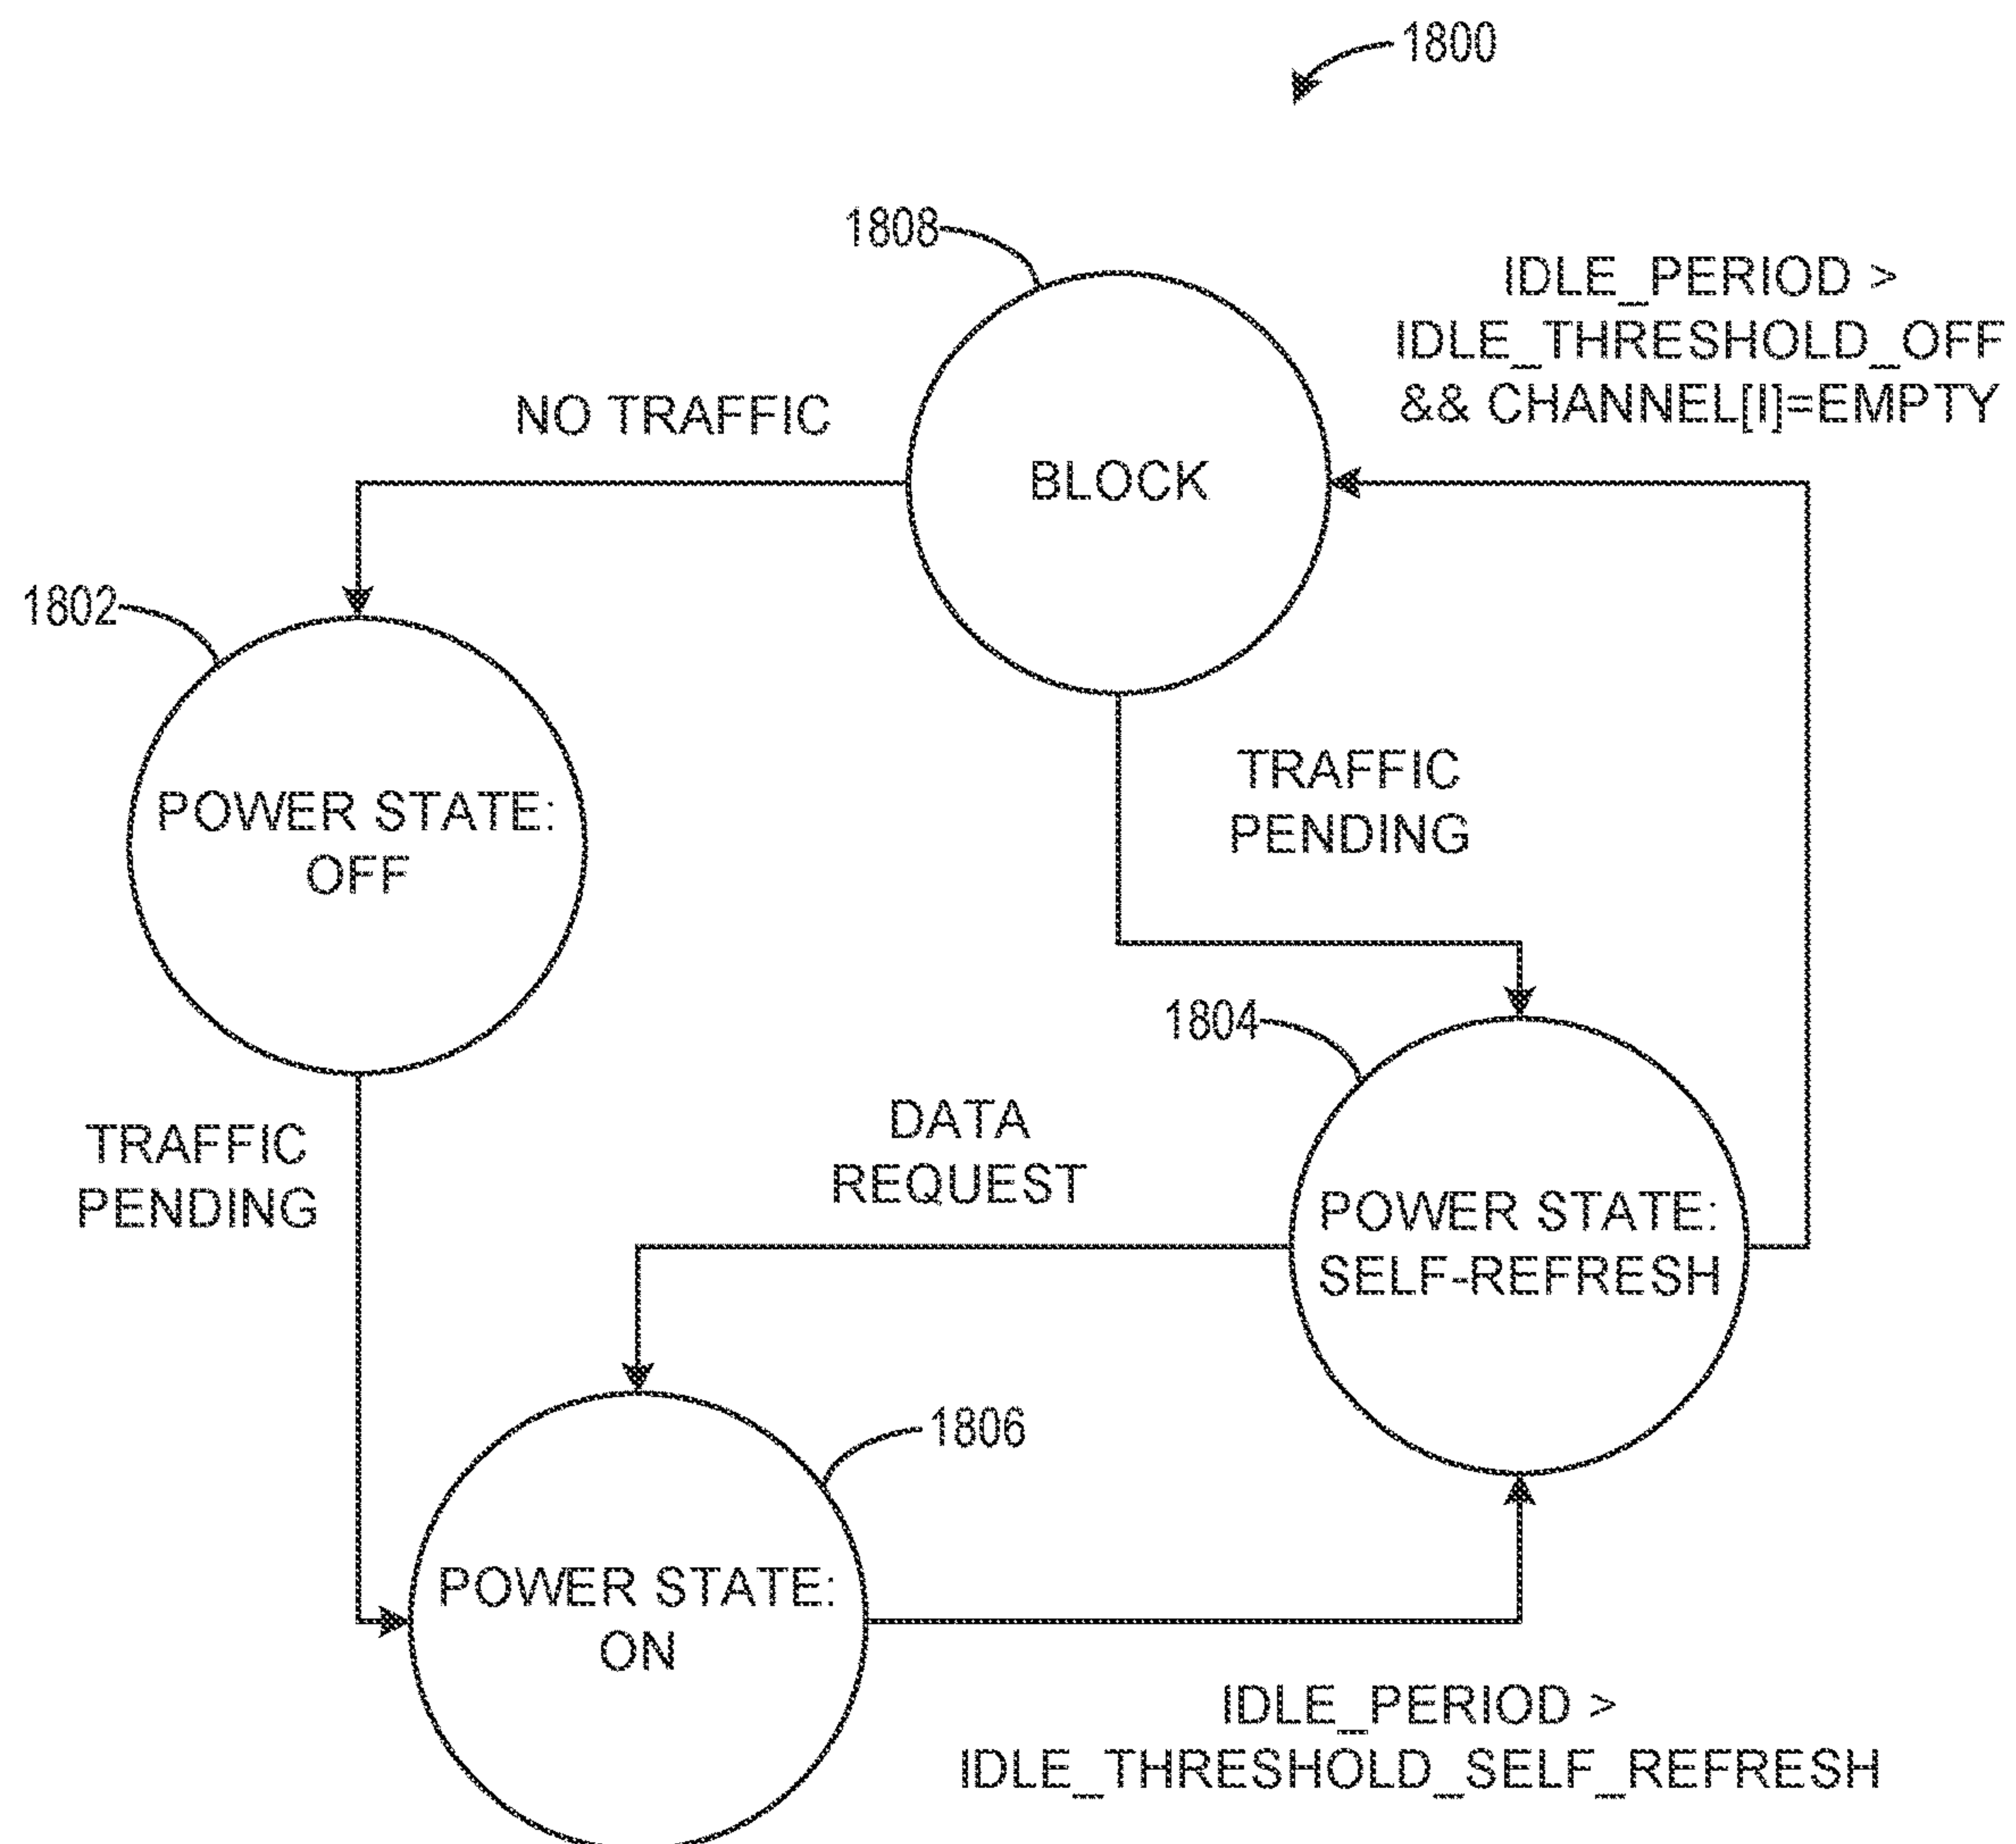 1800
1808
IDLE_PERIOD >
IDLE_THRESHOLD_OFF
&& CHANNEL[I]=EMPTY
NO TRAFFIC
BLOCK
1802
POWER STATE:
OFF
TRAFFIC
PENDING
1804
TRAFFIC
PENDING
DATA
REQUEST
POWER STATE:
SELF-REFRESH
1806
POWER STATE:
ON
IDLE_PERIOD >
IDLE_THRESHOLD_SELF_REFRESH